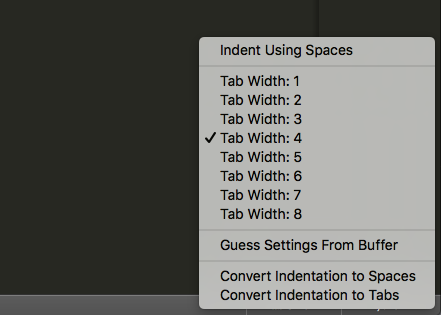 Indent Using Spaces
Tab Width: 1
Tab Width: 2
Tab Width: 3
Tab Width: 4
Tab Width: 5
Tab Width: 6
Tab Width: 7
Tab Width: 8
Guess Settings From Buffer
Convert Indentation to Spaces
Convert Indentation to Tabs